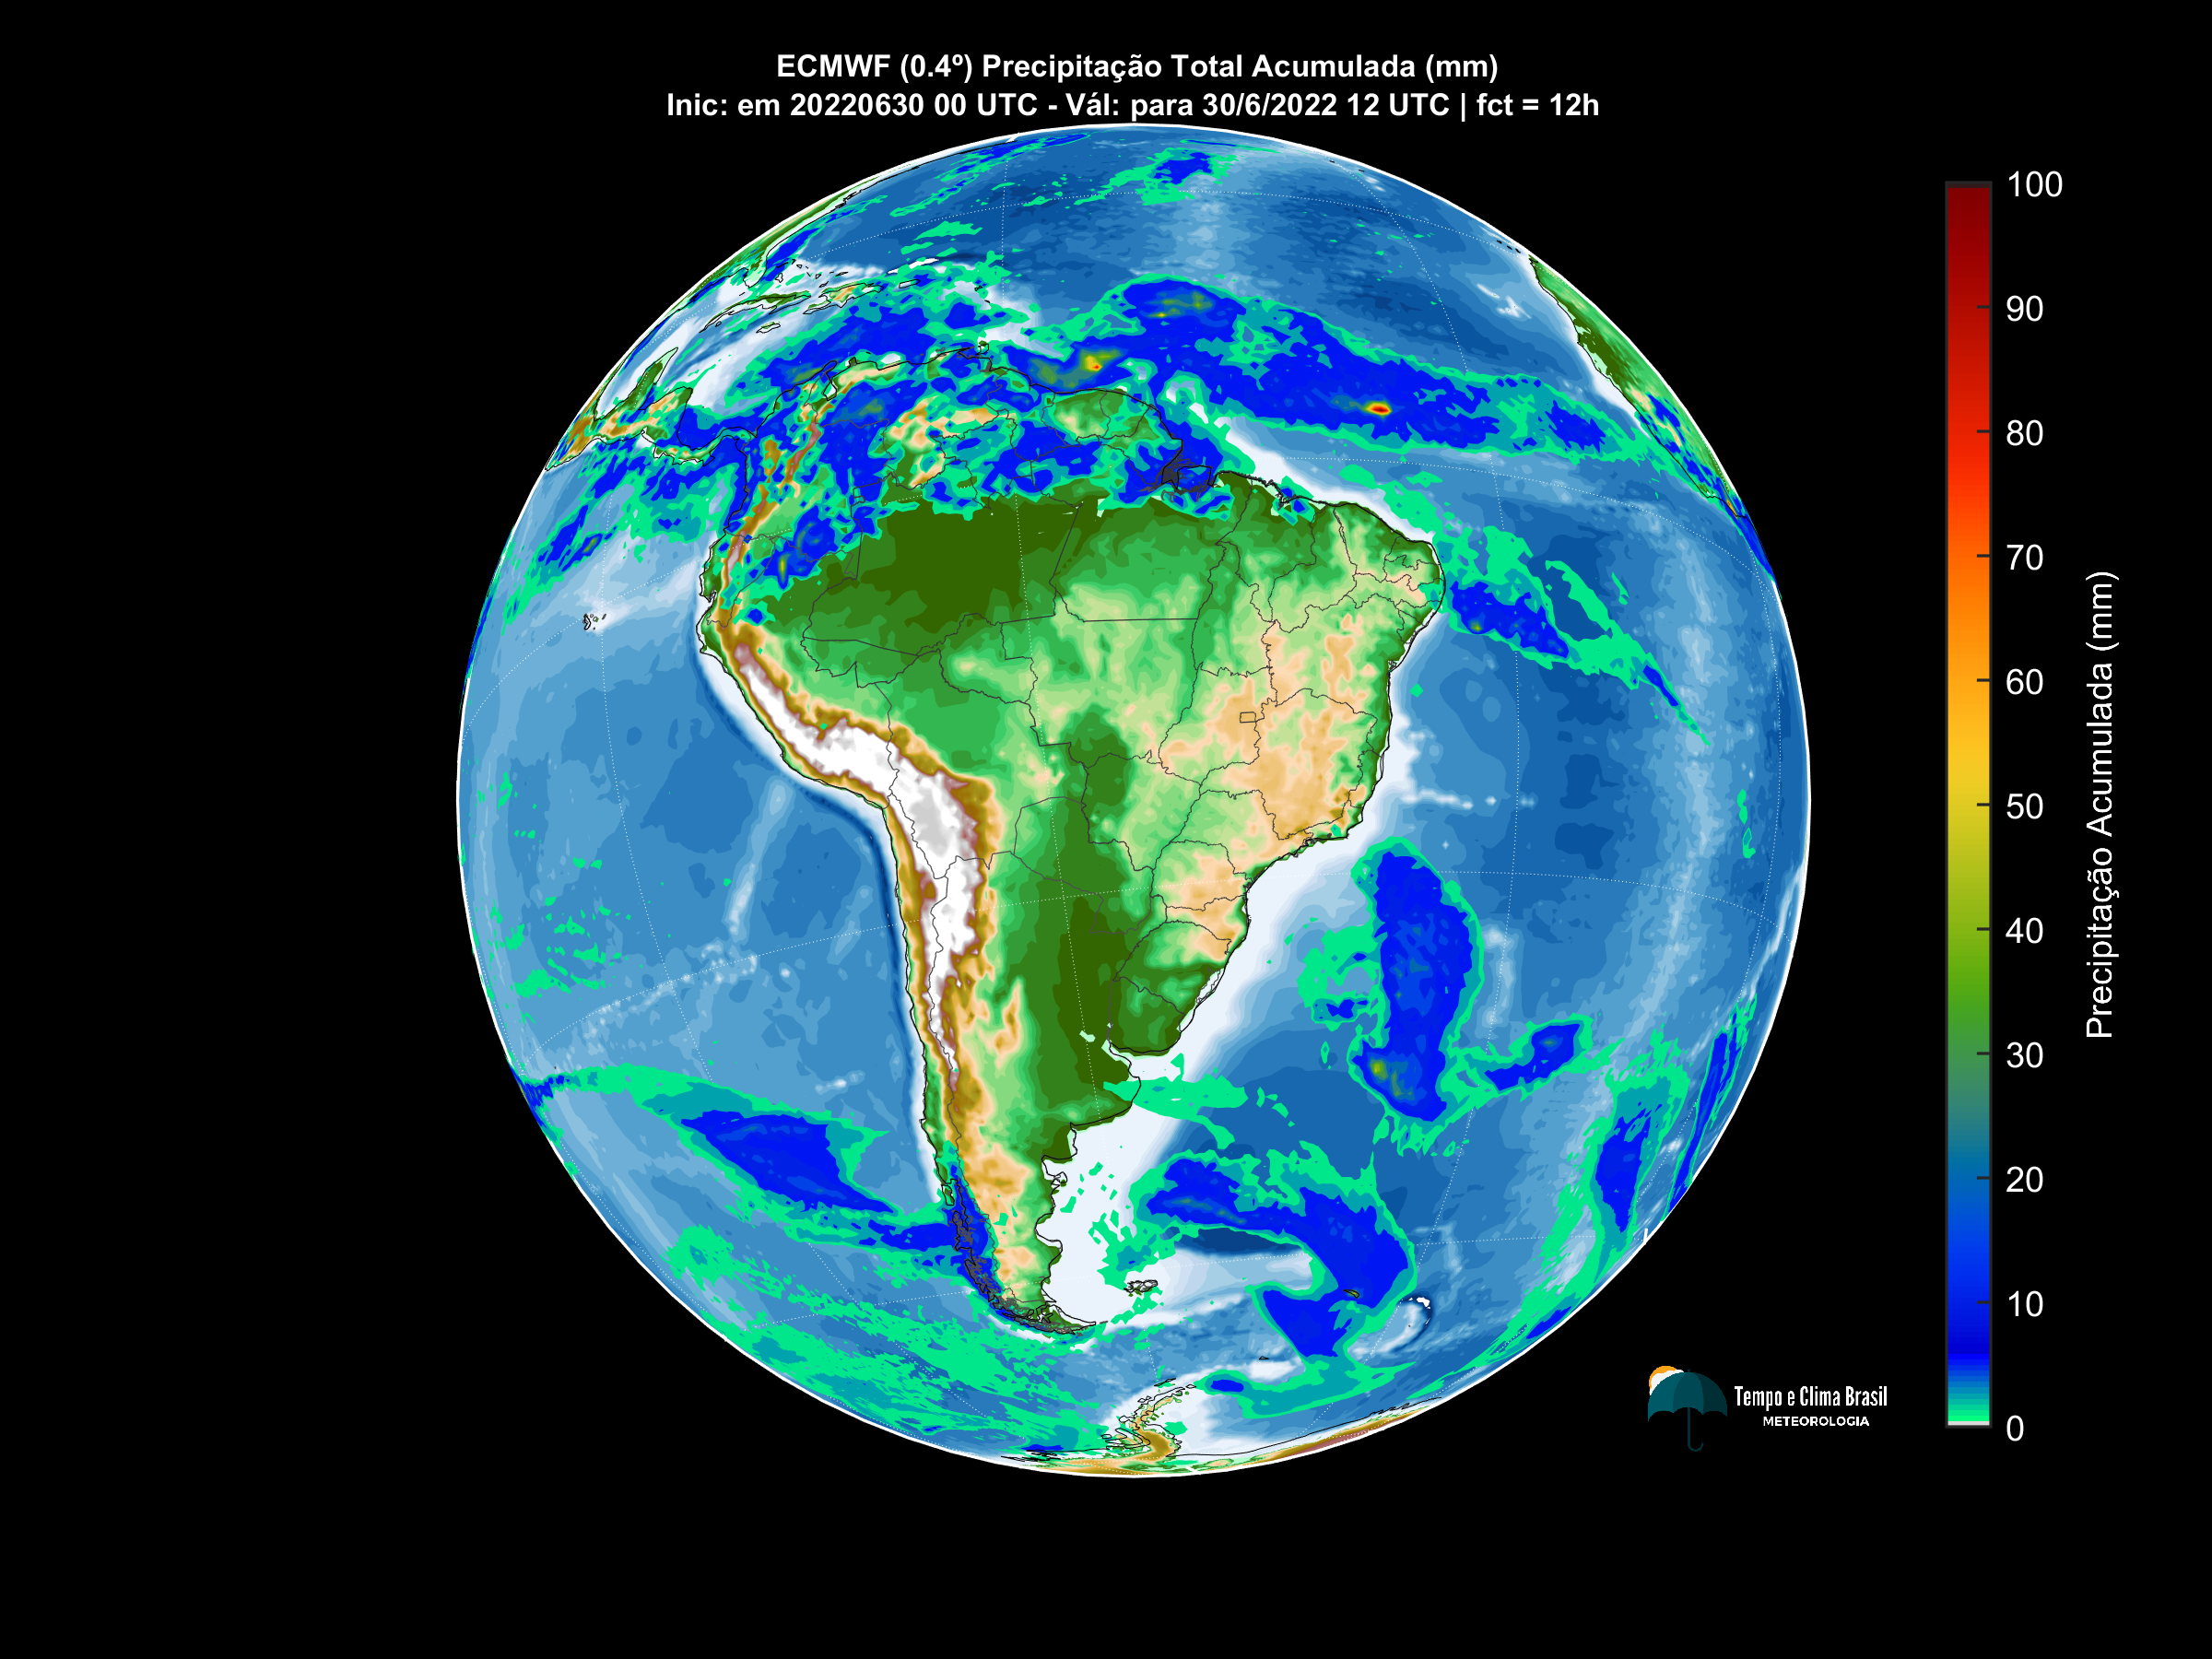 ECMWF (0.4º) Precipitação Total Acumulada (mm)
Inic: em 20220630 00 UTC - Vál: para 30/6/2022 12 UTC | fct = 12h
100
90
80
70
60
50
40
30
20
10
0
Precipitação Acumulada (mm)
Tempo e Clima Brasil
METEOROLOGIA